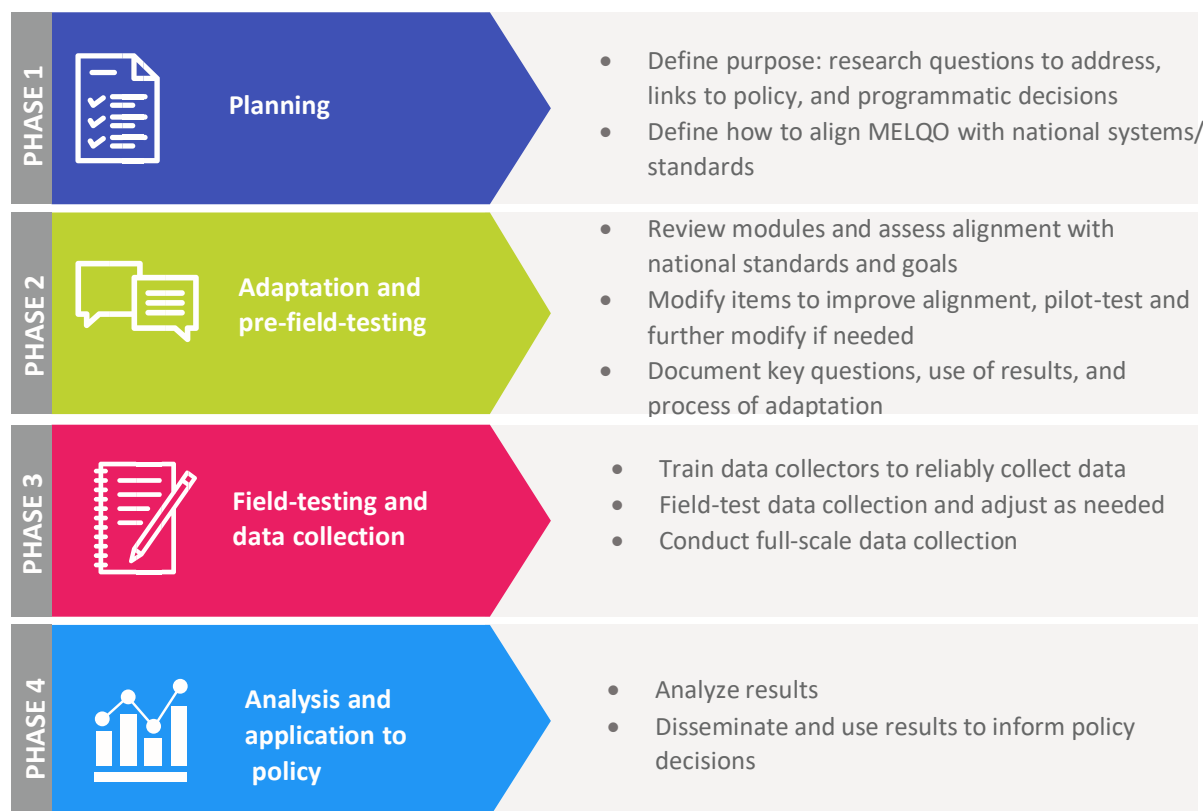 PHASE 1
Planning
• Define purpose: research questions to address,
links to policy, and programmatic decisions
• Define how to align MELQO with national systems/
standards
PHASE 2
Adaptation and
pre-field-testing
• Review modules and assess alignment with
national standards and goals
• Modify items to improve alignment, pilot-test and
further modify if needed
• Document key questions, use of results, and
process of adaptation
PHASE 3
Field-testing and
data collection
• Train data collectors to reliably collect data
• Field-test data collection and adjust as needed
• Conduct full-scale data collection
PHASE 4
Analysis and
application to
policy
• Analyze results
• Disseminate and use results to inform policy
decisions